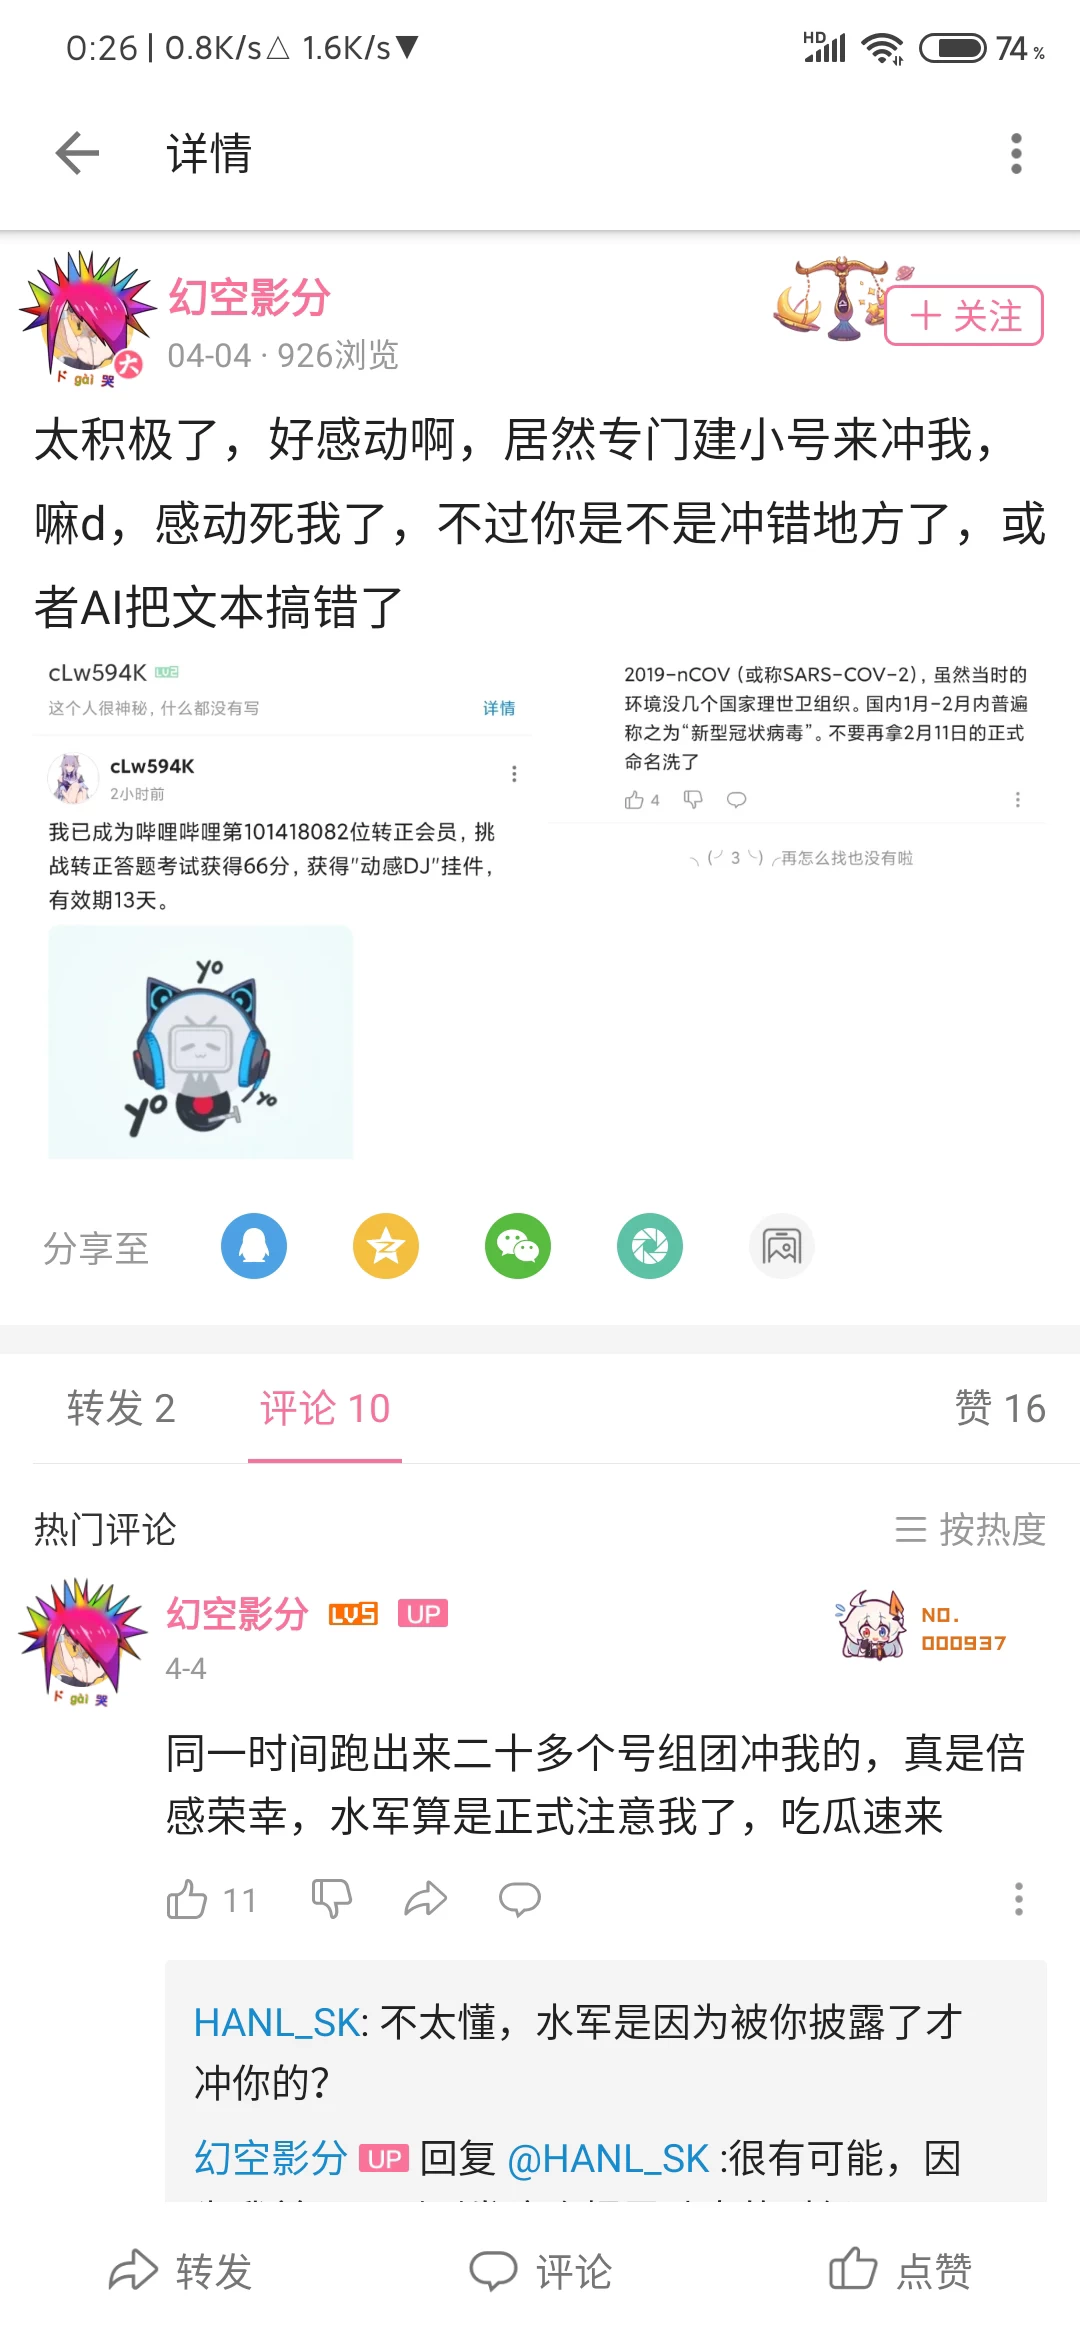 0:26 | 0.8K/s△ 1.6K/s▼
HD
74 %
详情
幻空影分
04-04 · 926浏览
大
ドgài哭
＋关注
太积极了，好感动啊，居然专门建小号来冲我，
嘛d，感动死我了，不过你是不是冲错地方了，或
者AI把文本搞错了
cLw594K LV2
这个人很神秘，什么都没有写
详情
cLw594K
2小时前
我已成为哔哩哔哩第101418082位转正会员，挑
战转正答题考试获得66分，获得"动感DJ"挂件，
有效期13天。
yo
yo
yo
2019-nCOV（或称SARS-COV-2），虽然当时的
环境没几个国家理世卫组织。国内1月-2月内普遍
称之为“新型冠状病毒”。不要再拿2月11日的正式
命名洗了
4
ヽ(╯3╰)╭再怎么找也没有啦
分享至
转发 2
评论 10
赞 16
热门评论
按热度
幻空影分 LV5 UP
4-4
ドgài哭
NO.
000937
同一时间跑出来二十多个号组团冲我的，真是倍
感荣幸，水军算是正式注意我了，吃瓜速来
11
HANL_SK: 不太懂，水军是因为被你披露了才
冲你的？
幻空影分 UP 回复 @HANL_SK :很有可能，因
转发
评论
点赞